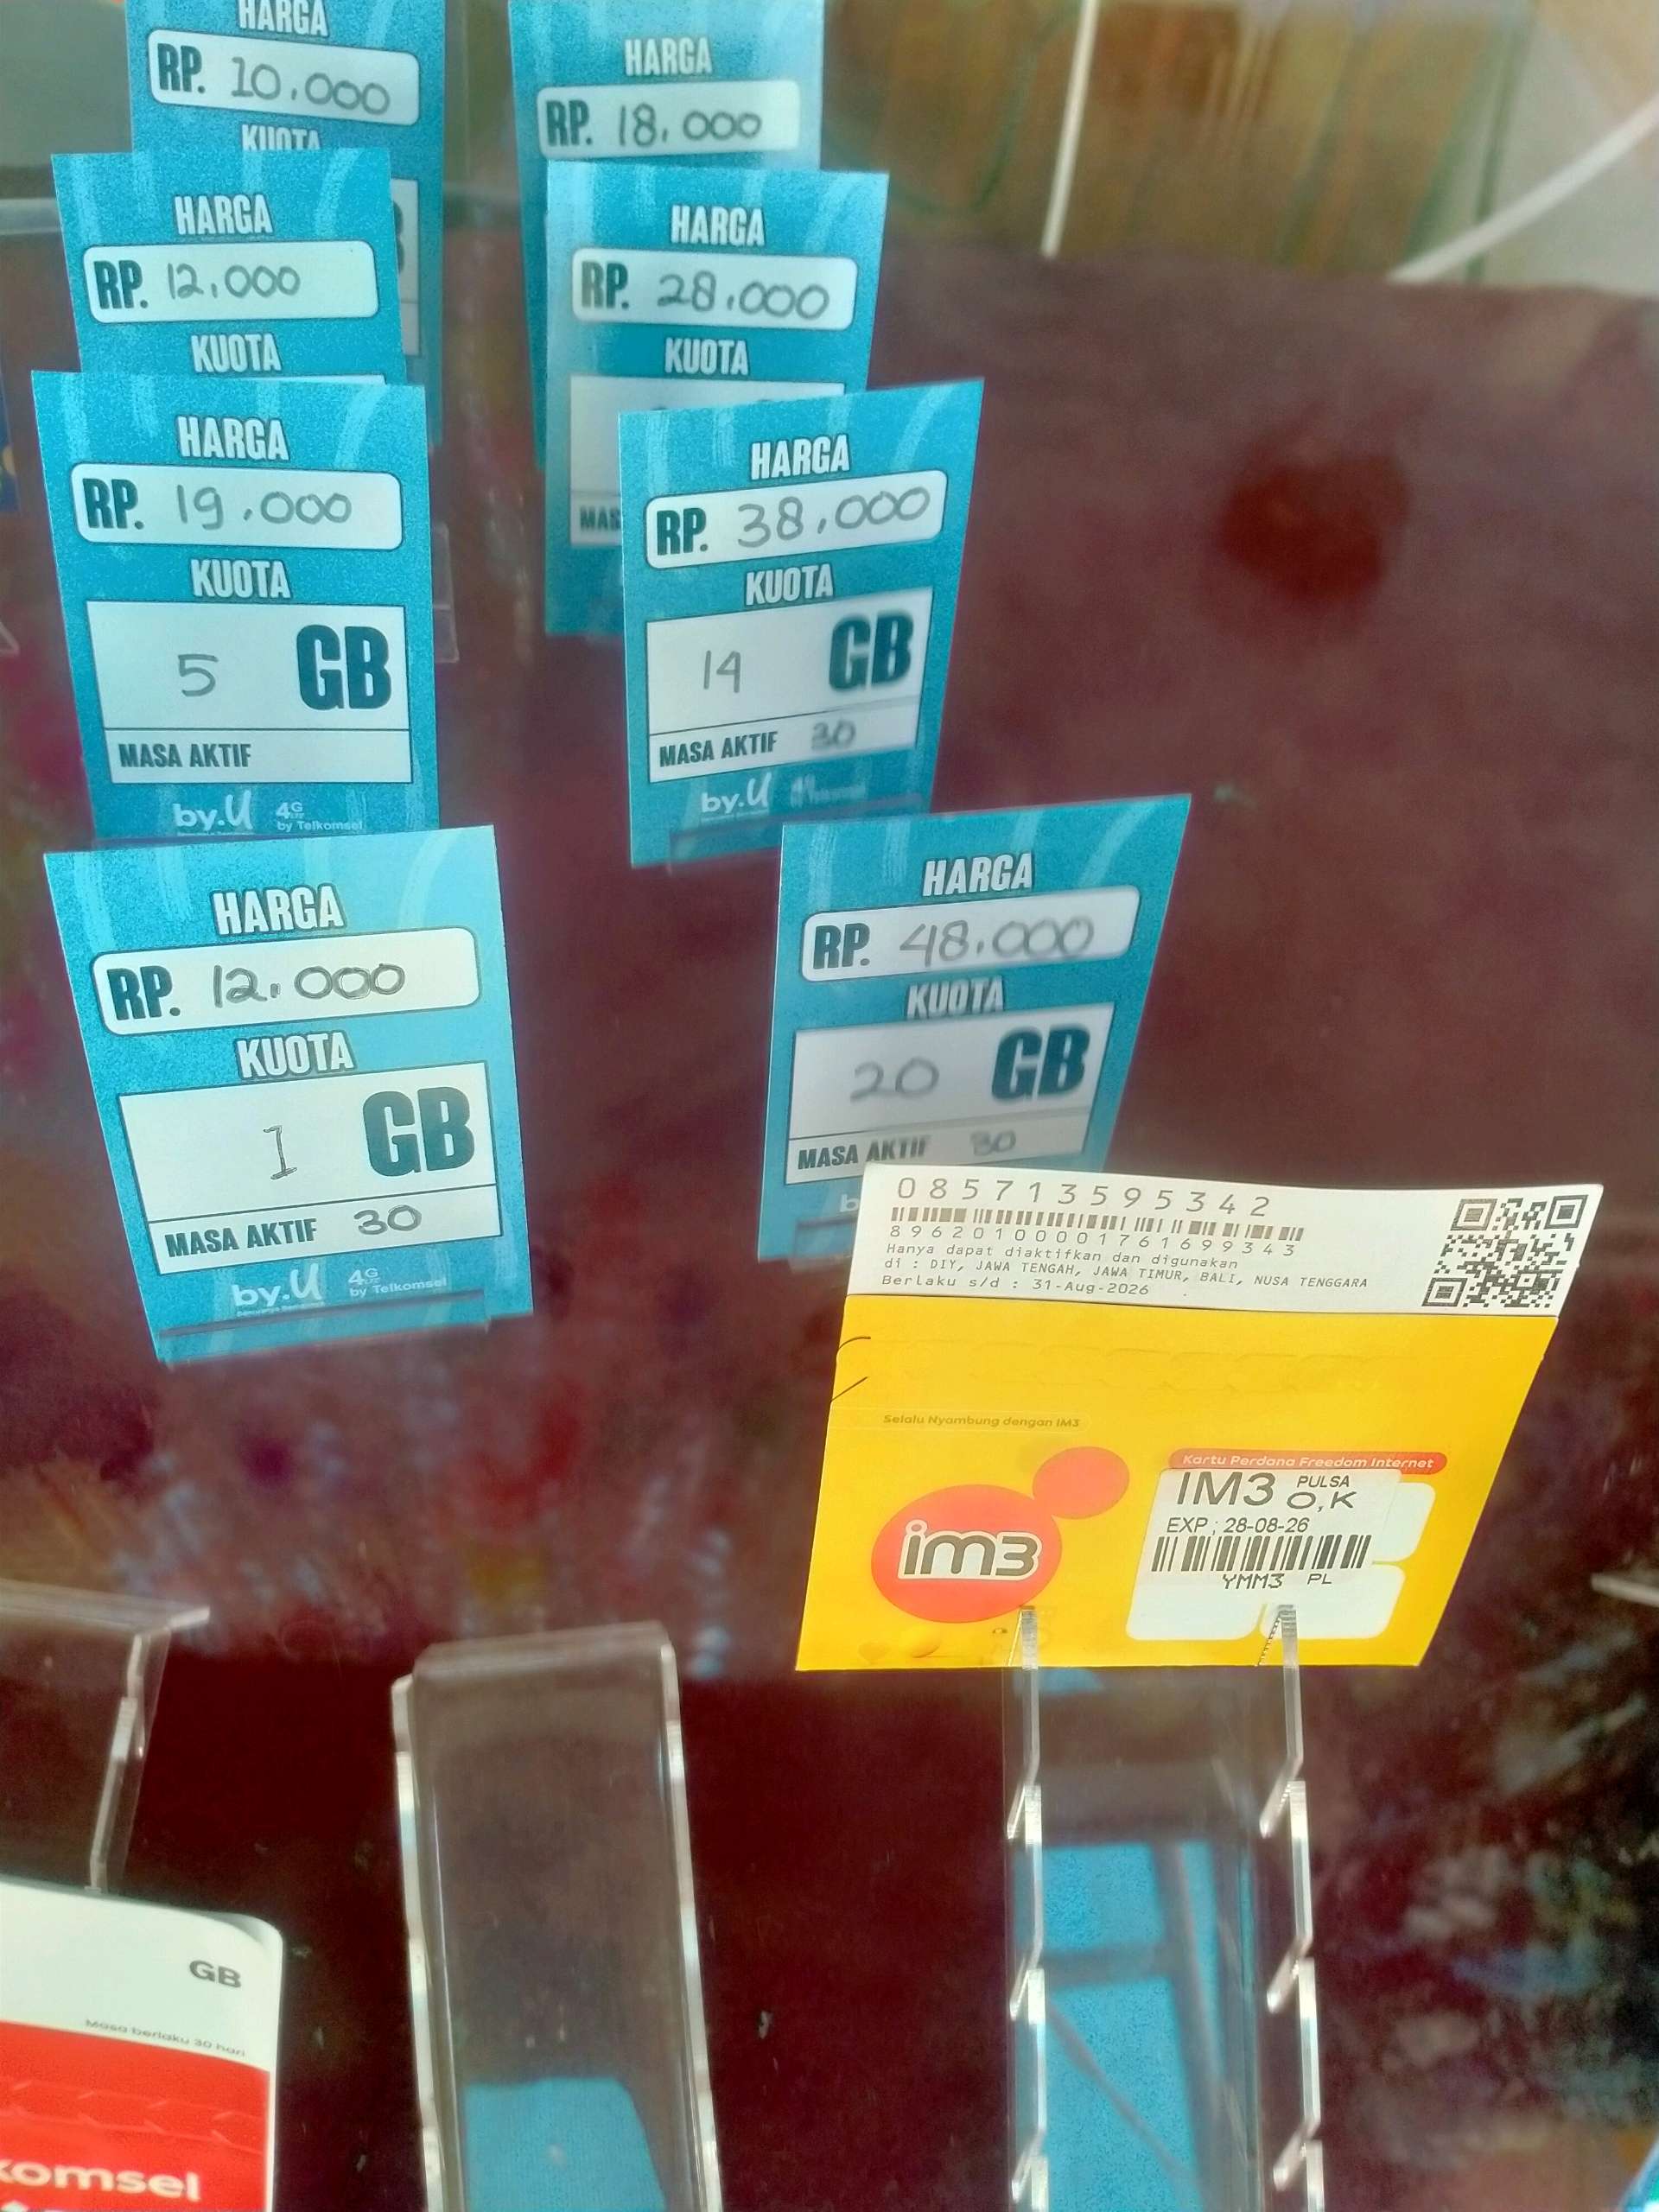 HARGA
RP. 10.000
KUOTA
HARGA
RP. 18.000
HARGA
RP. 12.000
KUOTA
HARGA
RP. 28.000
KUOTA
MAS
HARGA
RP. 19.000
KUOTA
5 GB
MASA AKTIF
by.U 4G
by Telkomsel
HARGA
RP. 38.000
KUOTA
14 GB
MASA AKTIF 30
by.U
HARGA
RP. 12.000
KUOTA
1 GB
MASA AKTIF 30
by.U 4G
by Telkomsel
HARGA
RP. 48.000
KUOTA
20 GB
MASA AKTIF 30
b
085713595342
89620100001761699343
Hanya dapat diaktifkan dan digunakan
di : DIY, JAWA TENGAH, JAWA TIMUR, BALI, NUSA TENGGARA
Berlaku s/d : 31-Aug-2026
Selalu Nyambung dengan IM3
im3
Kartu Perdana Freedom Internet
IM3 PULSA
0,K
EXP; 28-08-26
YMM3 PL
GB
Masa berlaku 30 hari
komsel